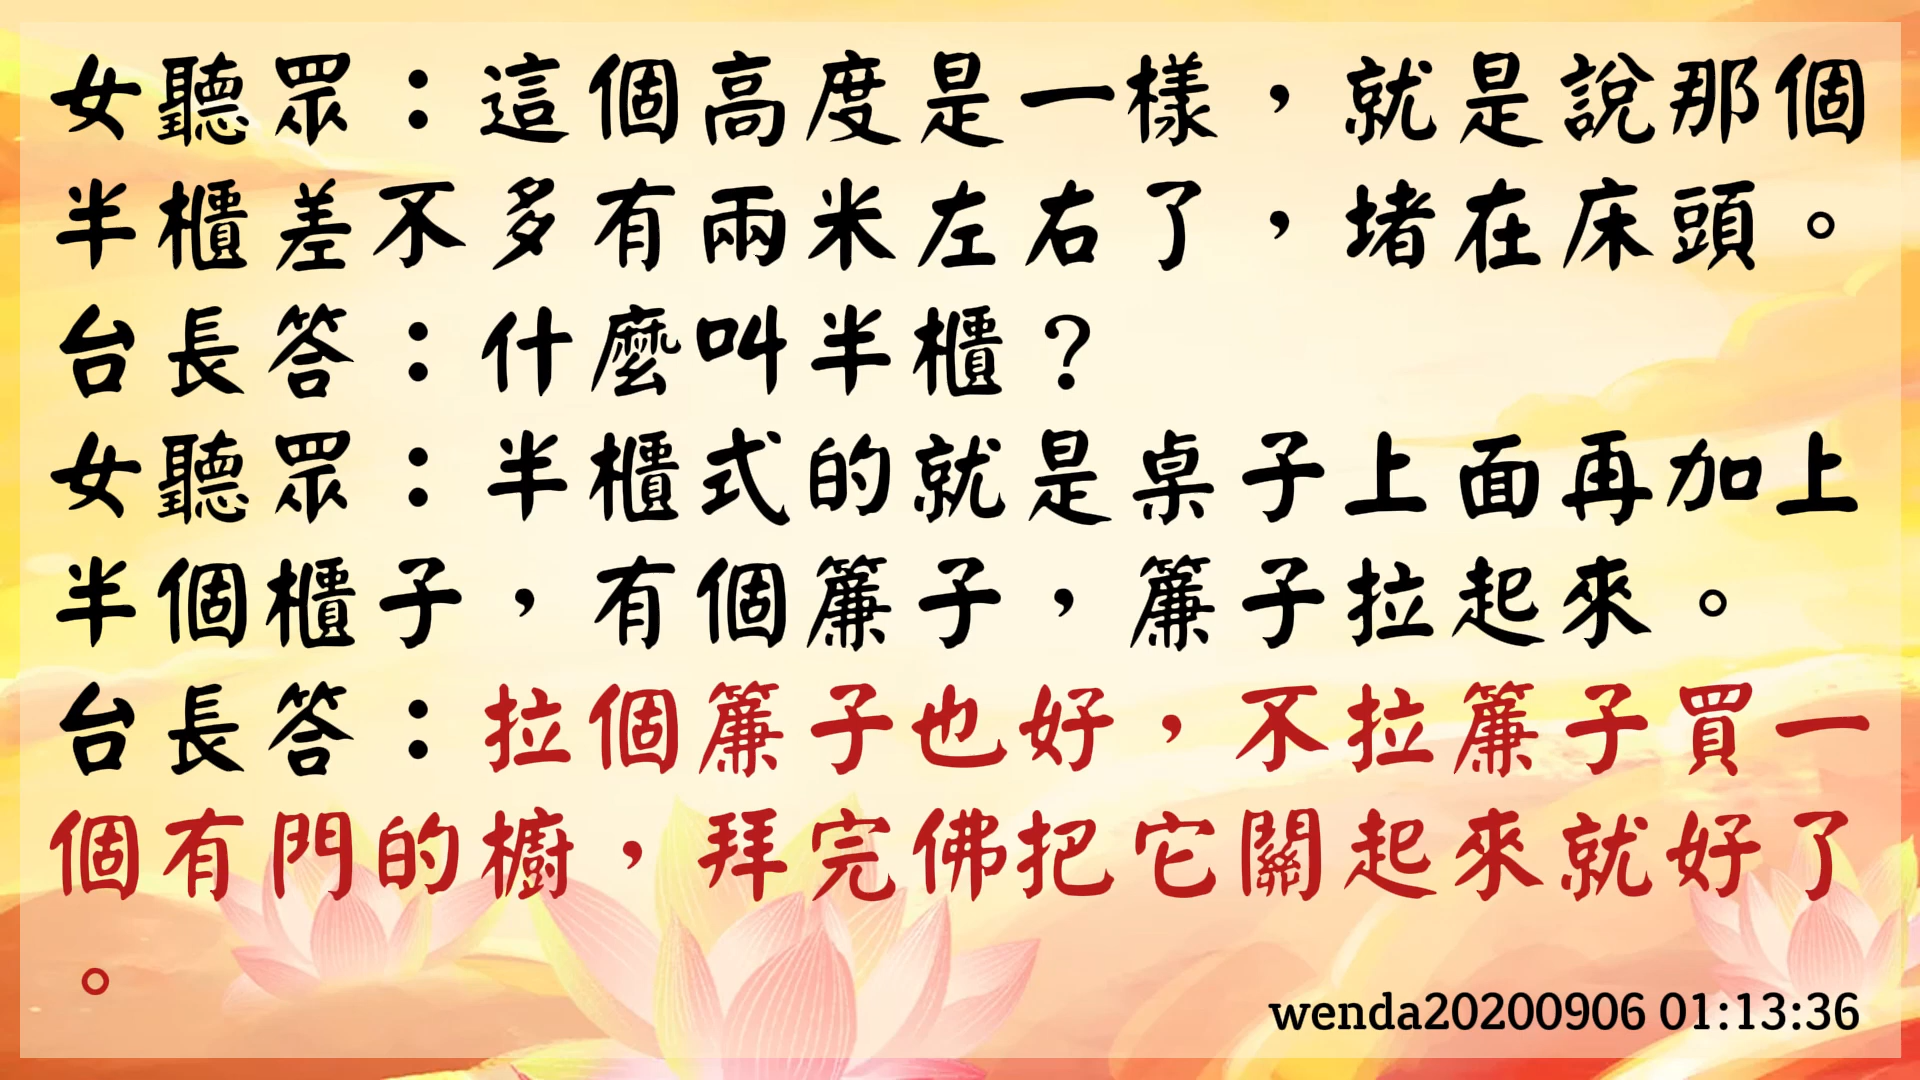 女聽眾：這個高度是一樣，就是說那個
半櫃差不多有兩米左右了，堵在床頭。
台長答：什麼叫半櫃？
女聽眾：半櫃式的就是桌子上面再加上
半個櫃子，有個簾子，簾子拉起來。
台長答：拉個簾子也好，不拉簾子買一
個有門的櫥，拜完佛把它關起來就好了
。
wenda20200906 01:13:36